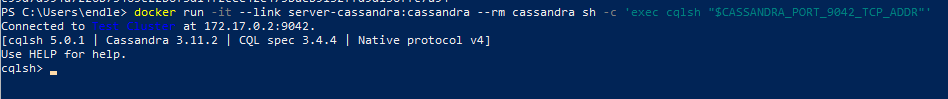 PS C:\Users\endle> docker run -it --link server-cassandra:cassandra --rm cassandra sh -c 'exec cqlsh "$CASSANDRA_PORT_9042_TCP_ADDR"'
Connected to Test Cluster at 172.17.0.2:9042.
[cqlsh 5.0.1 | Cassandra 3.11.2 | CQL spec 3.4.4 | Native protocol v4]
Use HELP for help.
cqlsh>